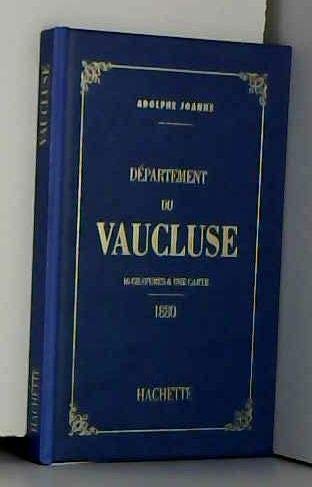 VAUCLUSE
HACHETTE
ADOLPHE JOANNE
DÉPARTEMENT
DU
VAUCLUSE
16 GRAVURES & UNE CARTE
1880
HACHETTE